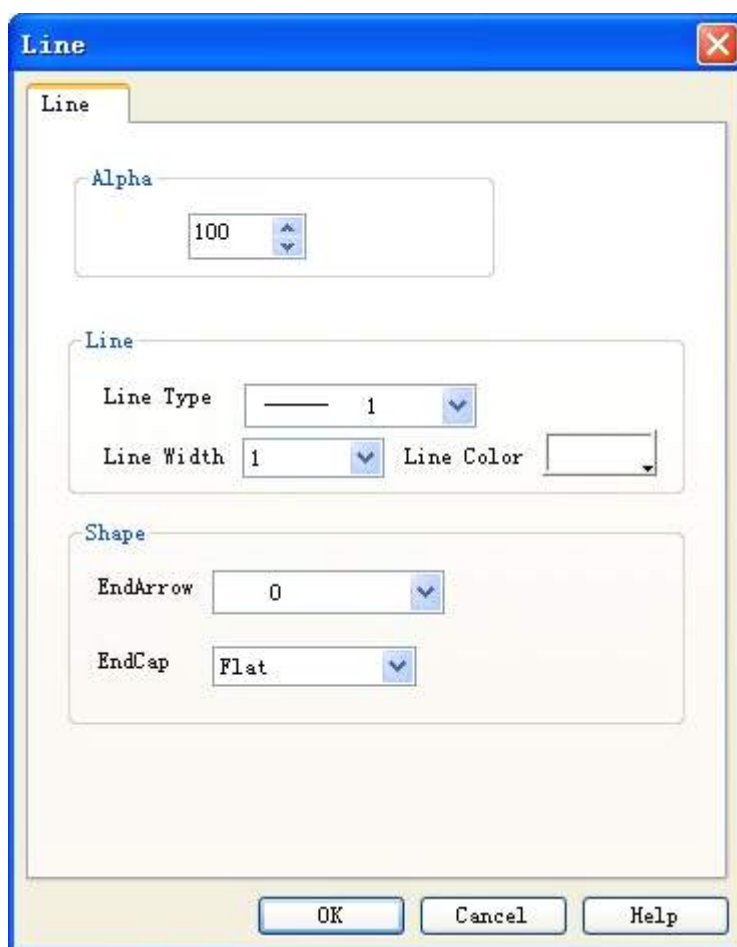 Line
Line
Alpha
100
Line
Line Type 1
Line Width 1 Line Color
Shape
EndArrow 0
EndCap Flat
OK Cancel Help